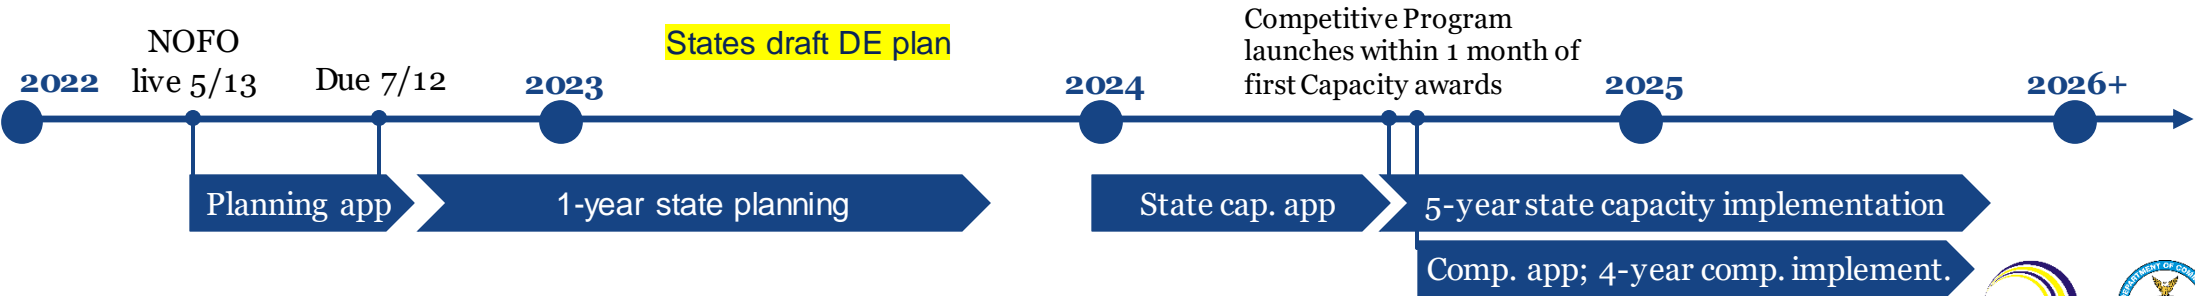 Competitive Program
launches within 1 month of
first Capacity awards
NOFO
live 5/13
Due 7/12
States draft DE plan
2022
2023
2024
2025
2026+
Planning app
1-year state planning
State cap. app
5-year state capacity implementation
Comp. app; 4-year comp. implement.